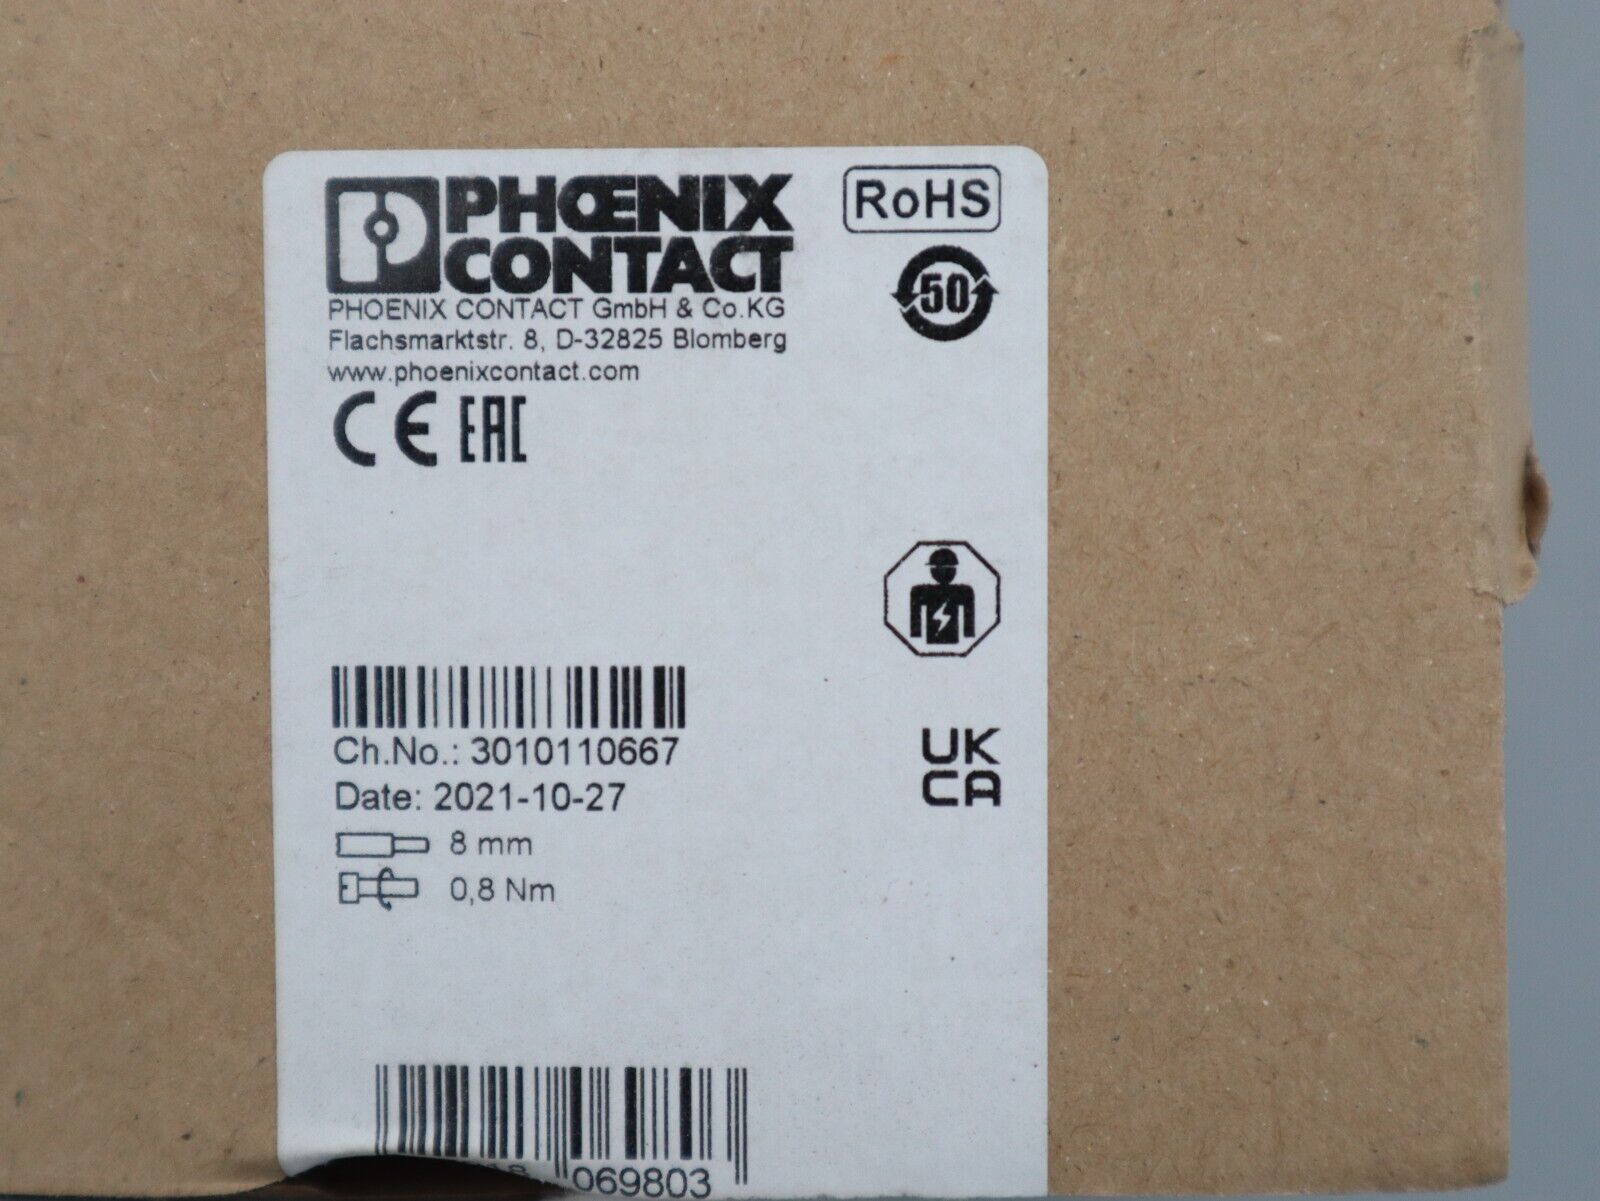 PHŒNIX
CONTACT
RoHS
50
PHOENIX CONTACT GmbH & Co.KG
Flachsmarktstr. 8, D-32825 Blomberg
www.phoenixcontact.com
CE EAC
Ch.No.: 3010110667
Date: 2021-10-27
UK
CA
8 mm
0,8 Nm
069803